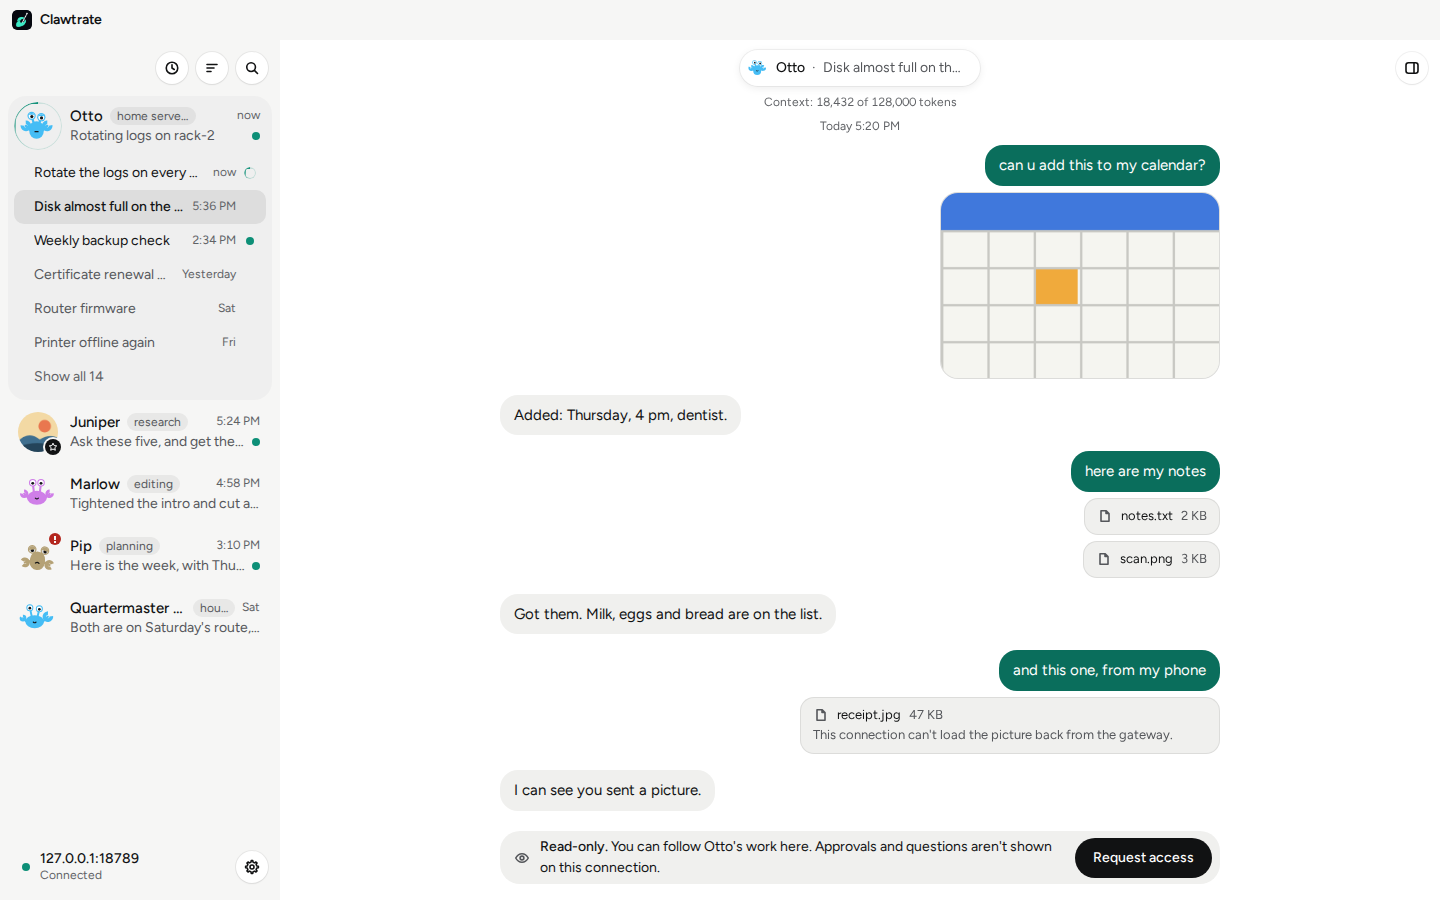 Clawtrate
Otto home serve... now
Rotating logs on rack-2
Rotate the logs on every ... now
Disk almost full on the ... 5:36 PM
Weekly backup check 2:34 PM
Certificate renewal ... Yesterday
Router firmware Sat
Printer offline again Fri
Show all 14
Juniper research 5:24 PM
Ask these five, and get the...
Marlow editing 4:58 PM
Tightened the intro and cut a...
Pip planning 3:10 PM
Here is the week, with Thu...
Quartermaster ... hou... Sat
Both are on Saturday's route,...
127.0.0.1:18789
Connected
Otto · Disk almost full on th...
Context: 18,432 of 128,000 tokens
Today 5:20 PM
can u add this to my calendar?
Added: Thursday, 4 pm, dentist.
here are my notes
notes.txt 2 KB
scan.png 3 KB
Got them. Milk, eggs and bread are on the list.
and this one, from my phone
receipt.jpg 47 KB
This connection can't load the picture back from the gateway.
I can see you sent a picture.
Read-only. You can follow Otto's work here. Approvals and questions aren't shown
on this connection.
Request access